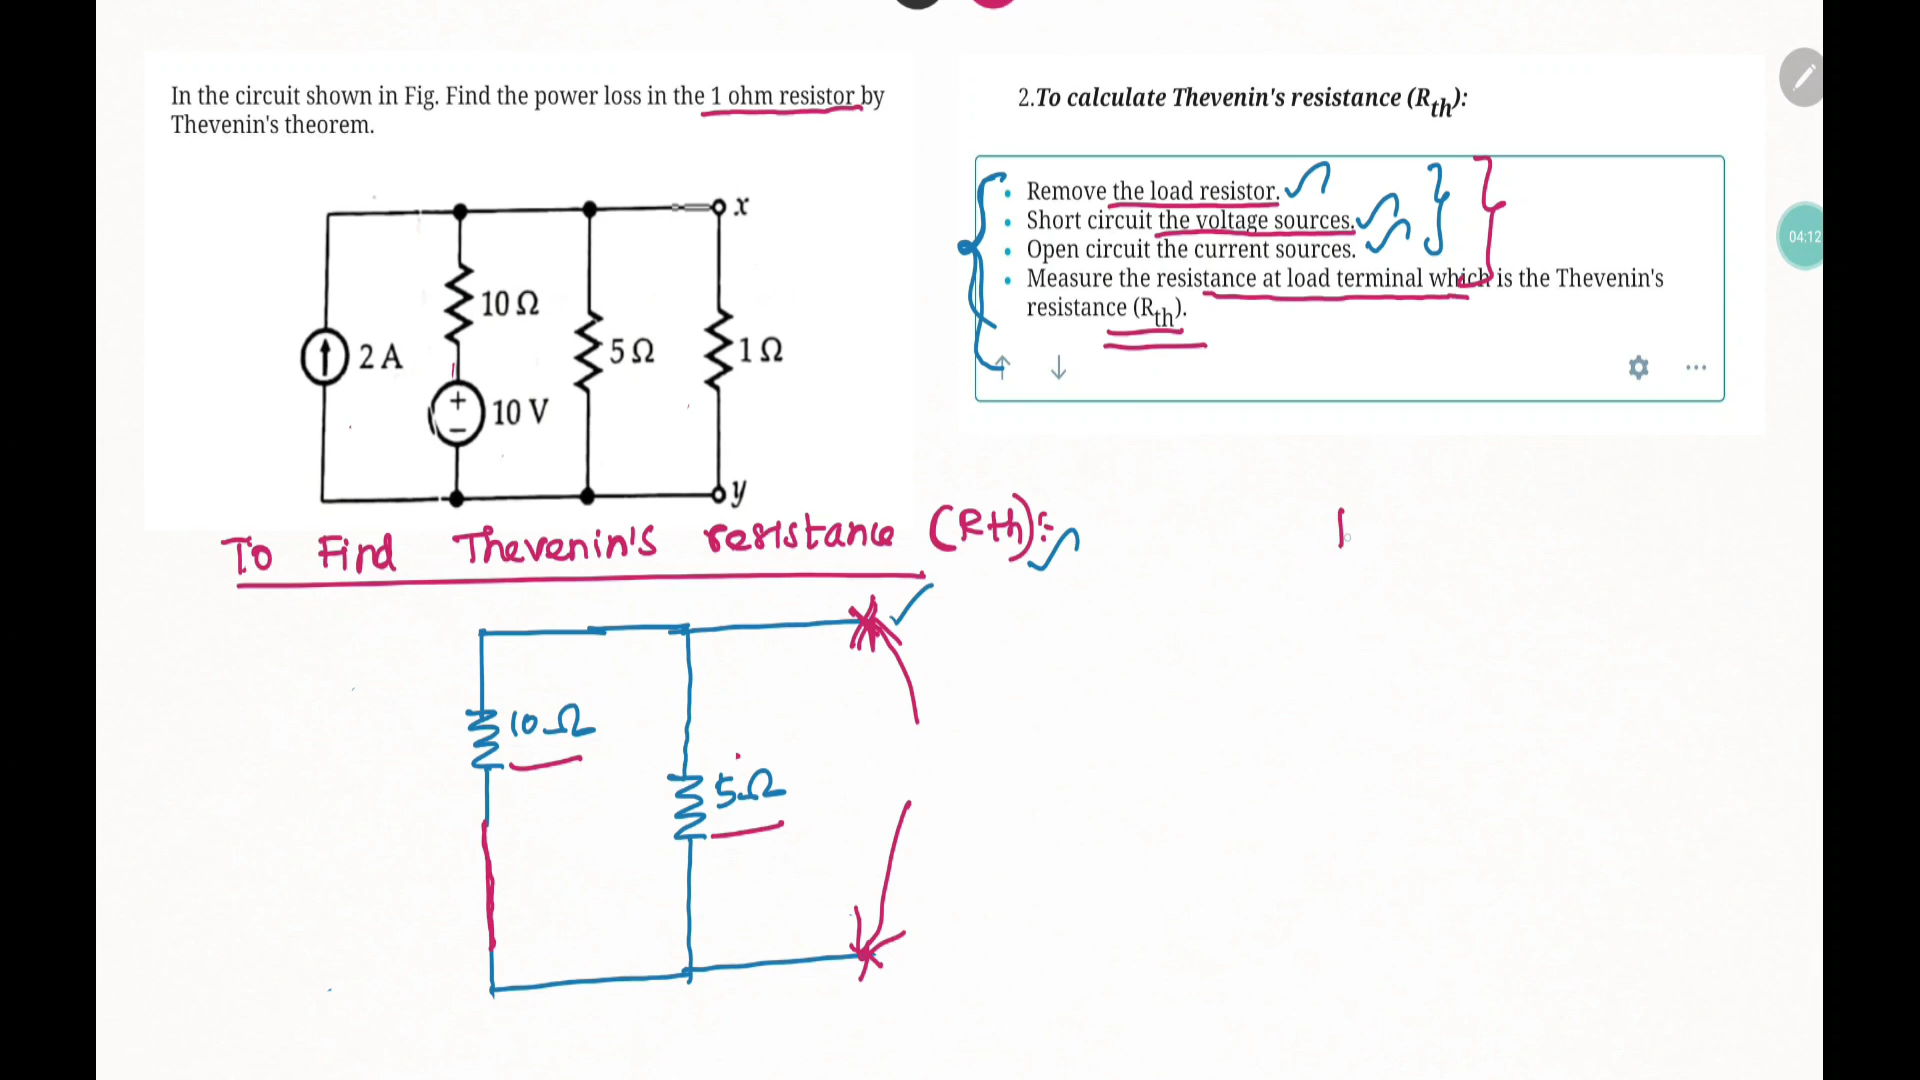 In the circuit shown in Fig. Find the power loss in the 1 ohm resistor by
Thevenin's theorem.
x
10 Ω
2 A
5 Ω
1 Ω
+
10 V
−
y
2.To calculate Thevenin's resistance (Rth):
• Remove the load resistor.
• Short circuit the voltage sources.
• Open circuit the current sources.
• Measure the resistance at load terminal which is the Thevenin's
resistance (Rth).
04:12
To Find Thevenin's resistance (Rth):
10Ω
5Ω